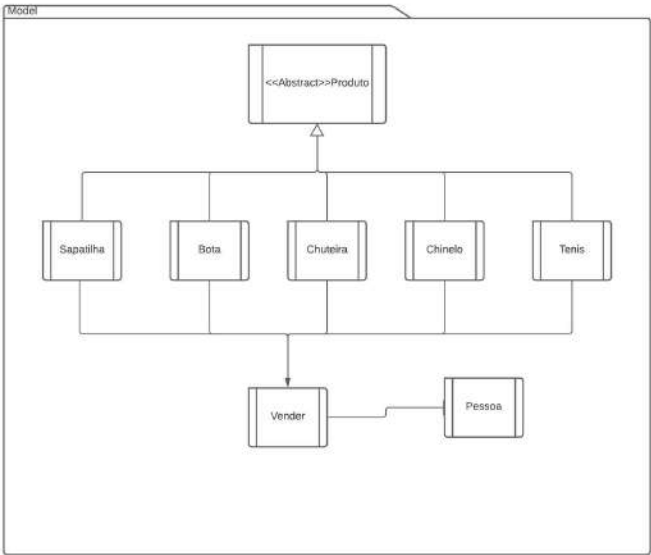 Model
<<Abstract>>Produto
Sapatilha
Bota
Chuteira
Chinelo
Tenis
Vender
Pessoa